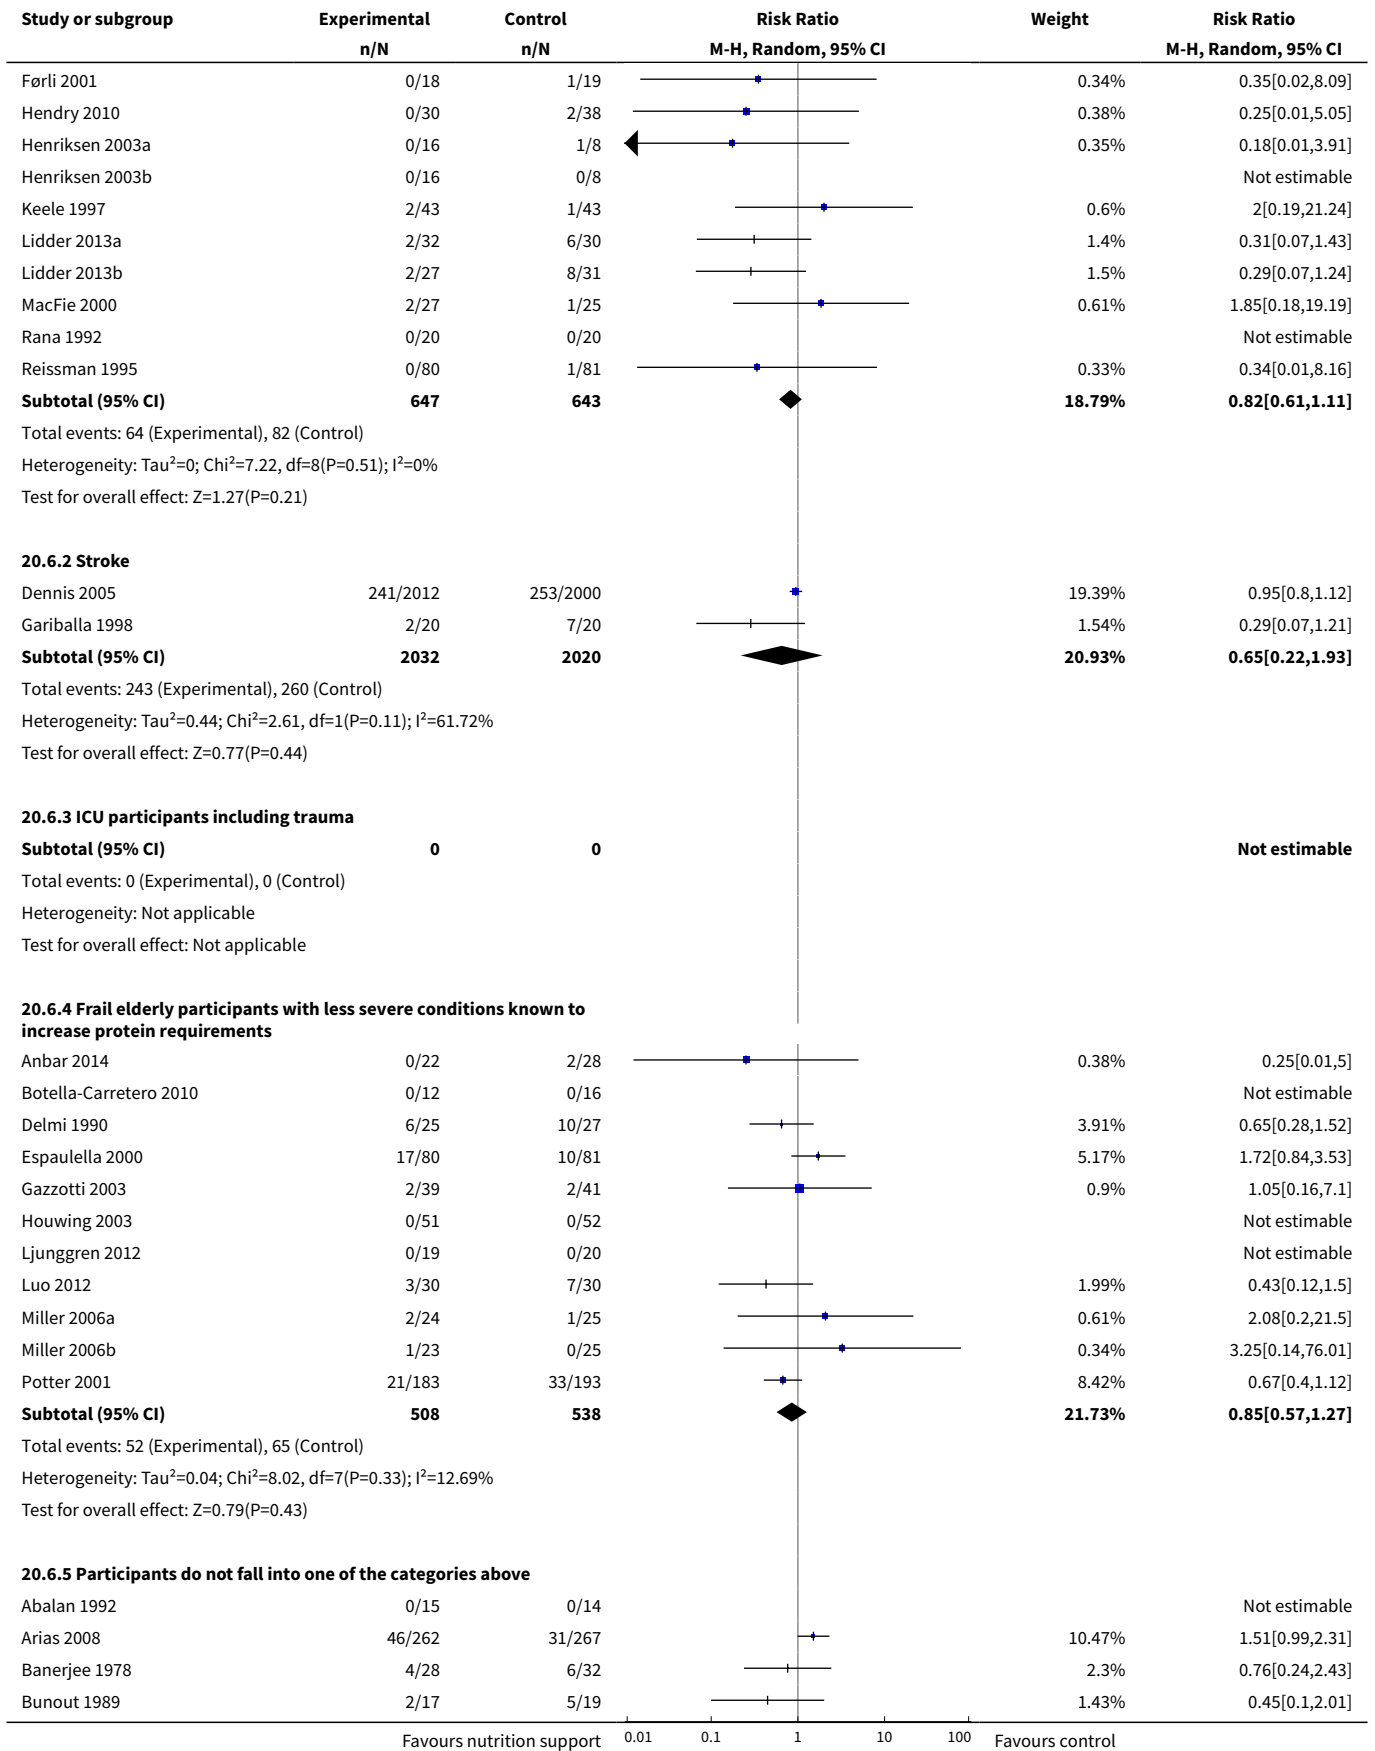 Study or subgroup Experimental Control Risk Ratio Weight Risk Ratio
n/N n/N M-H, Random, 95% CI M-H, Random, 95% CI
Førli 2001 0/18 1/19 0.34% 0.35[0.02,8.09]
Hendry 2010 0/30 2/38 0.38% 0.25[0.01,5.05]
Henriksen 2003a 0/16 1/8 0.35% 0.18[0.01,3.91]
Henriksen 2003b 0/16 0/8 Not estimable
Keele 1997 2/43 1/43 0.6% 2[0.19,21.24]
Lidder 2013a 2/32 6/30 1.4% 0.31[0.07,1.43]
Lidder 2013b 2/27 8/31 1.5% 0.29[0.07,1.24]
MacFie 2000 2/27 1/25 0.61% 1.85[0.18,19.19]
Rana 1992 0/20 0/20 Not estimable
Reissman 1995 0/80 1/81 0.33% 0.34[0.01,8.16]
Subtotal (95% CI) 647 643 18.79% 0.82[0.61,1.11]
Total events: 64 (Experimental), 82 (Control)
Heterogeneity: Tau²=0; Chi²=7.22, df=8(P=0.51); I²=0%
Test for overall effect: Z=1.27(P=0.21)
20.6.2 Stroke
Dennis 2005 241/2012 253/2000 19.39% 0.95[0.8,1.12]
Gariballa 1998 2/20 7/20 1.54% 0.29[0.07,1.21]
Subtotal (95% CI) 2032 2020 20.93% 0.65[0.22,1.93]
Total events: 243 (Experimental), 260 (Control)
Heterogeneity: Tau²=0.44; Chi²=2.61, df=1(P=0.11); I²=61.72%
Test for overall effect: Z=0.77(P=0.44)
20.6.3 ICU participants including trauma
Subtotal (95% CI) 0 0 Not estimable
Total events: 0 (Experimental), 0 (Control)
Heterogeneity: Not applicable
Test for overall effect: Not applicable
20.6.4 Frail elderly participants with less severe conditions known to
increase protein requirements
Anbar 2014 0/22 2/28 0.38% 0.25[0.01,5]
Botella-Carretero 2010 0/12 0/16 Not estimable
Delmi 1990 6/25 10/27 3.91% 0.65[0.28,1.52]
Espaulella 2000 17/80 10/81 5.17% 1.72[0.84,3.53]
Gazzotti 2003 2/39 2/41 0.9% 1.05[0.16,7.1]
Houwing 2003 0/51 0/52 Not estimable
Ljunggren 2012 0/19 0/20 Not estimable
Luo 2012 3/30 7/30 1.99% 0.43[0.12,1.5]
Miller 2006a 2/24 1/25 0.61% 2.08[0.2,21.5]
Miller 2006b 1/23 0/25 0.34% 3.25[0.14,76.01]
Potter 2001 21/183 33/193 8.42% 0.67[0.4,1.12]
Subtotal (95% CI) 508 538 21.73% 0.85[0.57,1.27]
Total events: 52 (Experimental), 65 (Control)
Heterogeneity: Tau²=0.04; Chi²=8.02, df=7(P=0.33); I²=12.69%
Test for overall effect: Z=0.79(P=0.43)
20.6.5 Participants do not fall into one of the categories above
Abalan 1992 0/15 0/14 Not estimable
Arias 2008 46/262 31/267 10.47% 1.51[0.99,2.31]
Banerjee 1978 4/28 6/32 2.3% 0.76[0.24,2.43]
Bunout 1989 2/17 5/19 1.43% 0.45[0.1,2.01]
Favours nutrition support 0.01 0.1 1 10 100 Favours control